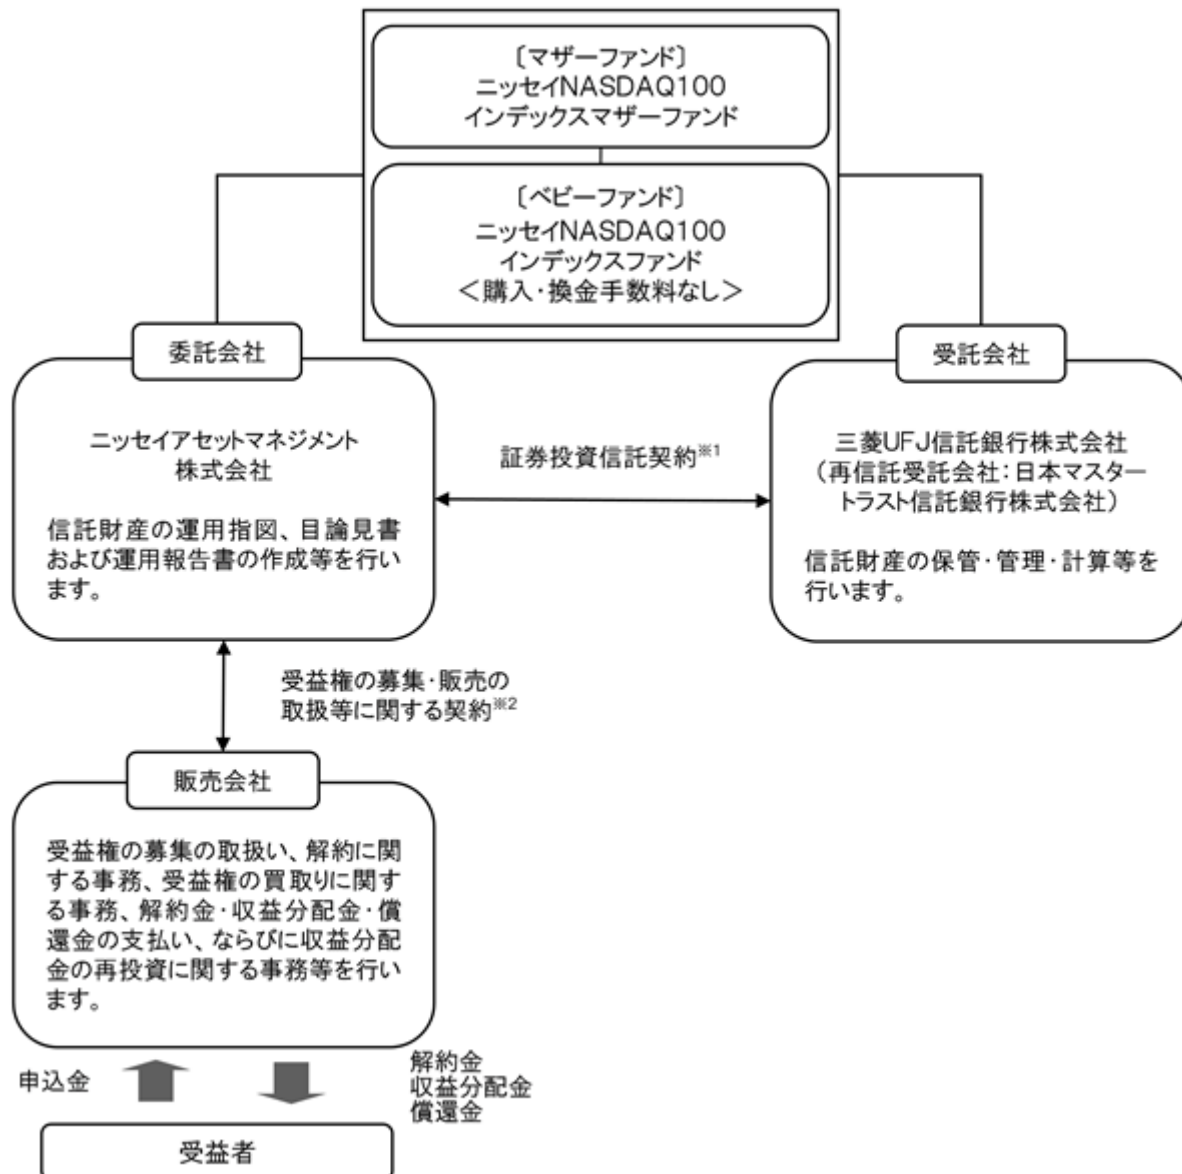 〔マザーファンド〕
ニッセイNASDAQ100
インデックスマザーファンド
〔ベビーファンド〕
ニッセイNASDAQ100
インデックスファンド
＜購入・換金手数料なし＞
委託会社
ニッセイアセットマネジメント
株式会社
信託財産の運用指図、目論見書
および運用報告書の作成等を行い
ます。
証券投資信託契約※1
受託会社
三菱UFJ信託銀行株式会社
（再信託受託会社：日本マスター
トラスト信託銀行株式会社）
信託財産の保管・管理・計算等を
行います。
受益権の募集・販売の
取扱等に関する契約※2
販売会社
受益権の募集の取扱い、解約に関
する事務、受益権の買取りに関す
る事務、解約金・収益分配金・償
還金の支払い、ならびに収益分配
金の再投資に関する事務等を行い
ます。
申込金
解約金
収益分配金
償還金
受益者